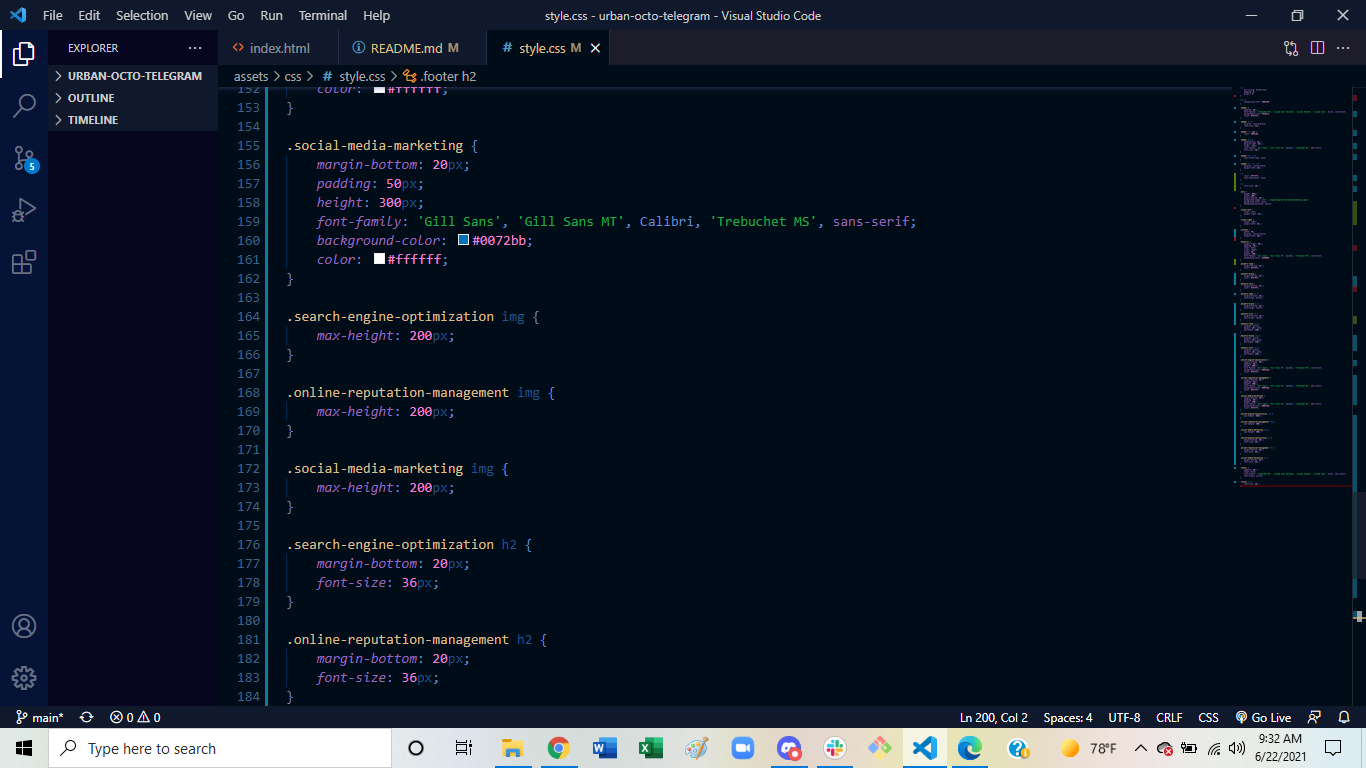 File Edit Selection View Go Run Terminal Help
style.css - urban-octo-telegram - Visual Studio Code
EXPLORER
URBAN-OCTO-TELEGRAM
OUTLINE
TIMELINE
index.html
README.md M
# style.css M
assets > css > # style.css > .footer h2
152 color: #ffffff;
153 }
154
155 .social-media-marketing {
156 margin-bottom: 20px;
157 padding: 50px;
158 height: 300px;
159 font-family: 'Gill Sans', 'Gill Sans MT', Calibri, 'Trebuchet MS', sans-serif;
160 background-color: #0072bb;
161 color: #ffffff;
162 }
163
164 .search-engine-optimization img {
165 max-height: 200px;
166 }
167
168 .online-reputation-management img {
169 max-height: 200px;
170 }
171
172 .social-media-marketing img {
173 max-height: 200px;
174 }
175
176 .search-engine-optimization h2 {
177 margin-bottom: 20px;
178 font-size: 36px;
179 }
180
181 .online-reputation-management h2 {
182 margin-bottom: 20px;
183 font-size: 36px;
184 }
5
main* 0 0
Ln 200, Col 2 Spaces: 4 UTF-8 CRLF CSS Go Live
Type here to search
78°F
9:32 AM
6/22/2021